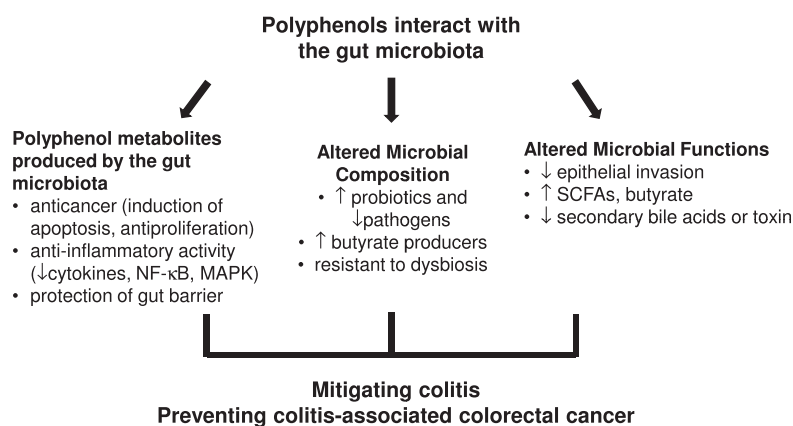 Polyphenols interact with
the gut microbiota
Polyphenol metabolites
produced by the gut
microbiota
• anticancer (induction of
apoptosis, antiproliferation)
• anti-inflammatory activity
(↓cytokines, NF-κB, MAPK)
• protection of gut barrier
Altered Microbial
Composition
• ↑ probiotics and
↓pathogens
• ↑ butyrate producers
• resistant to dysbiosis
Altered Microbial Functions
• ↓ epithelial invasion
• ↑ SCFAs, butyrate
• ↓ secondary bile acids or toxin
Mitigating colitis
Preventing colitis-associated colorectal cancer